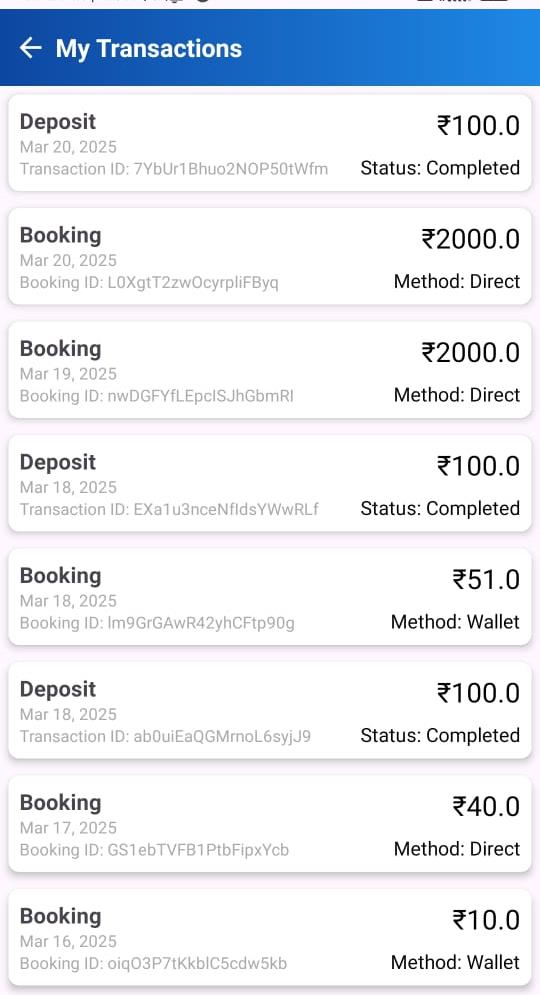 My Transactions
Deposit
₹100.0
Mar 20, 2025
Transaction ID: 7YbUr1Bhuo2NOP50tWfm
Status: Completed
Booking
₹2000.0
Mar 20, 2025
Booking ID: L0XgtT2zwOcyrpliFByq
Method: Direct
Booking
₹2000.0
Mar 19, 2025
Booking ID: nwDGFYfLEpcISJhGbmRI
Method: Direct
Deposit
₹100.0
Mar 18, 2025
Transaction ID: EXa1u3nceNfIdsYWwRLf
Status: Completed
Booking
₹51.0
Mar 18, 2025
Booking ID: lm9GrGAwR42yhCFtp90g
Method: Wallet
Deposit
₹100.0
Mar 18, 2025
Transaction ID: ab0uiEaQGMrnoL6syjJ9
Status: Completed
Booking
₹40.0
Mar 17, 2025
Booking ID: GS1ebTVFB1PtbFipxYcb
Method: Direct
Booking
₹10.0
Mar 16, 2025
Booking ID: oiqO3P7tKkblC5cdw5kb
Method: Wallet